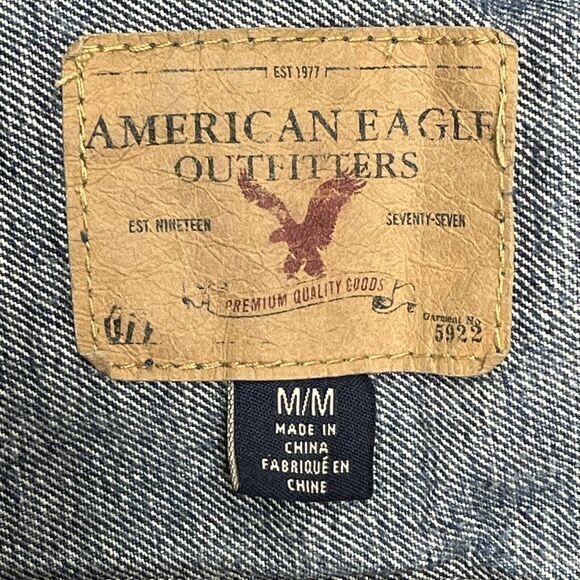 EST 1977
AMERICAN EAGLE
OUTFITTERS
EST. NINETEEN SEVENTY-SEVEN
PREMIUM QUALITY GOODS
Garment No
5922
M/M
MADE IN
CHINA
FABRIQUÉ EN
CHINE